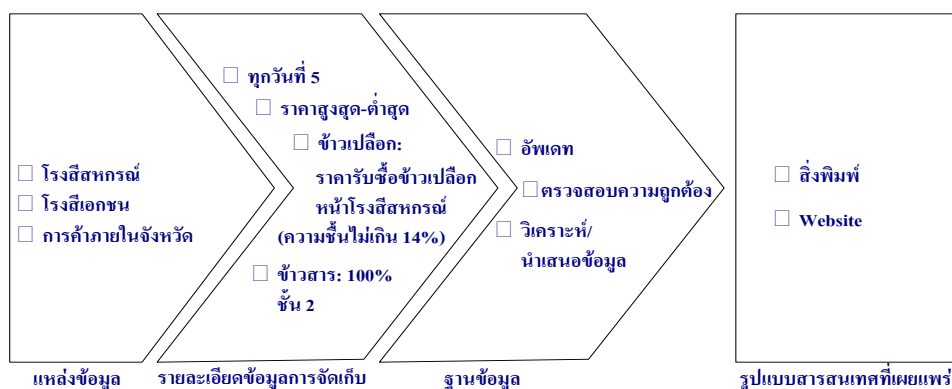 □ โรงสีสหกรณ์
□ โรงสีเอกชน
□ การค้าภายในจังหวัด
แหล่งข้อมูล
□ ทุกวันที่ 5
□ ราคาสูงสุด-ต่ำสุด
□ ข้าวเปลือก:
ราคารับซื้อข้าวเปลือก
หน้าโรงสีสหกรณ์
(ความชื้นไม่เกิน 14%)
□ ข้าวสาร: 100%
ชั้น 2
รายละเอียดข้อมูลการจัดเก็บ
□ อัพเดท
□ ตรวจสอบความถูกต้อง
□ วิเคราะห์/
นำเสนอข้อมูล
ฐานข้อมูล
□ สิ่งพิมพ์
□ Website
รูปแบบสารสนเทศที่เผยแพร